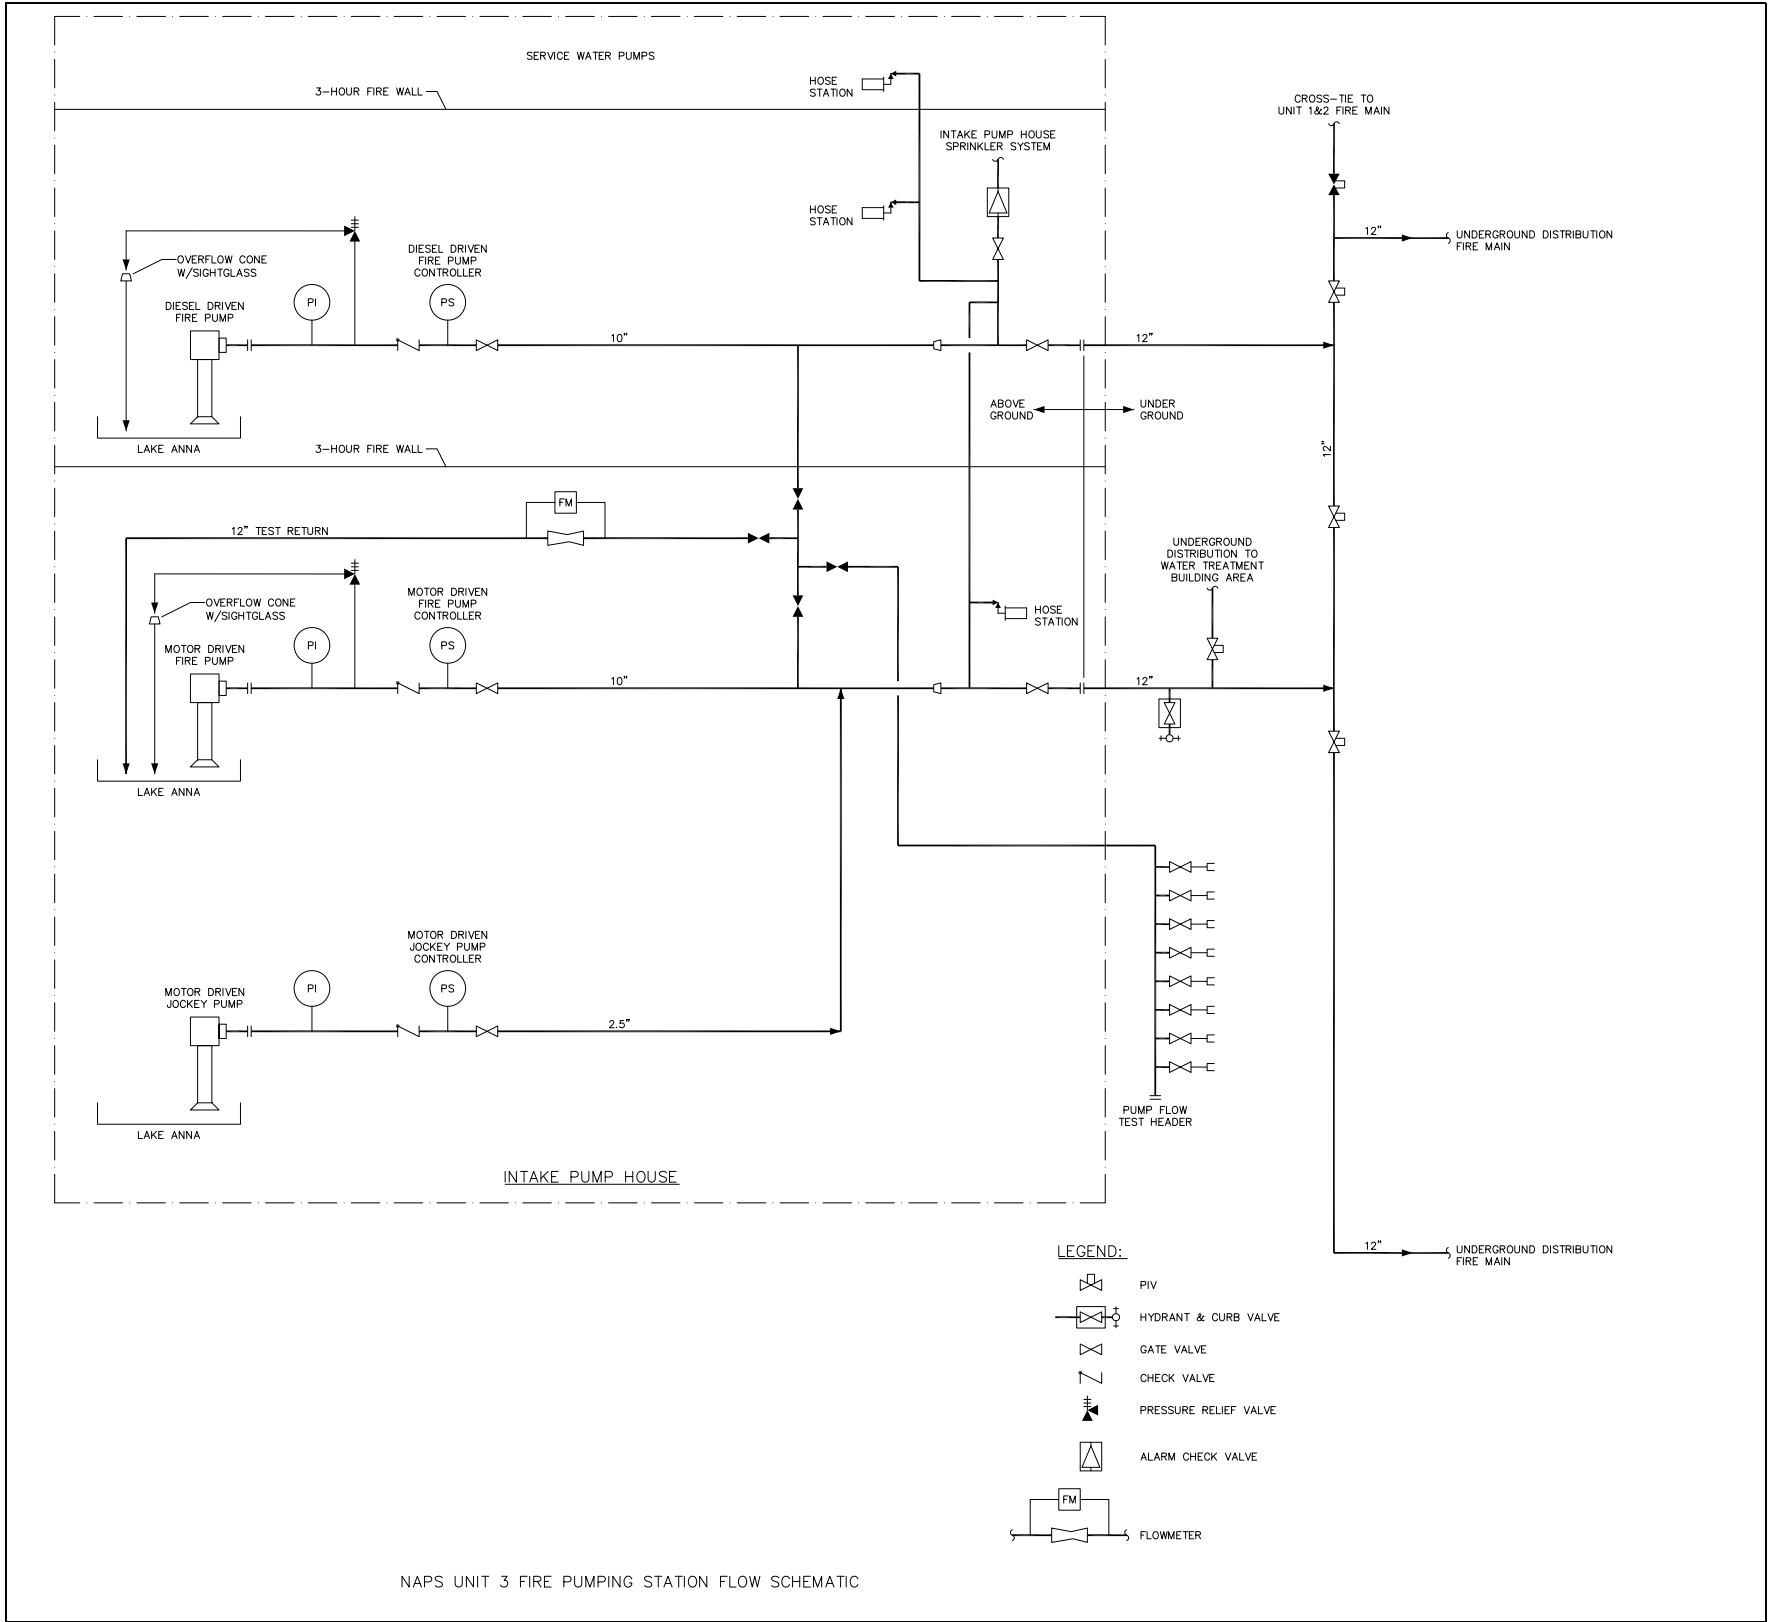 SERVICE WATER PUMPS
HOSE
STATION
3-HOUR FIRE WALL
CROSS-TIE TO
UNIT 1&2 FIRE MAIN
INTAKE PUMP HOUSE
SPRINKLER SYSTEM
HOSE
STATION
12"
UNDERGROUND DISTRIBUTION
FIRE MAIN
OVERFLOW CONE
W/SIGHTGLASS
DIESEL DRIVEN
FIRE PUMP
CONTROLLER
DIESEL DRIVEN
FIRE PUMP
PI
PS
10"
12"
ABOVE
GROUND
UNDER
GROUND
LAKE ANNA
3-HOUR FIRE WALL
12"
FM
12" TEST RETURN
UNDERGROUND
DISTRIBUTION TO
WATER TREATMENT
BUILDING AREA
OVERFLOW CONE
W/SIGHTGLASS
MOTOR DRIVEN
FIRE PUMP
CONTROLLER
HOSE
STATION
MOTOR DRIVEN
FIRE PUMP
PI
PS
10"
12"
LAKE ANNA
MOTOR DRIVEN
JOCKEY PUMP
CONTROLLER
MOTOR DRIVEN
JOCKEY PUMP
PI
PS
2.5"
PUMP FLOW
TEST HEADER
LAKE ANNA
INTAKE PUMP HOUSE
12"
UNDERGROUND DISTRIBUTION
FIRE MAIN
LEGEND:
PIV
HYDRANT & CURB VALVE
GATE VALVE
CHECK VALVE
PRESSURE RELIEF VALVE
ALARM CHECK VALVE
FM
FLOWMETER
NAPS UNIT 3 FIRE PUMPING STATION FLOW SCHEMATIC